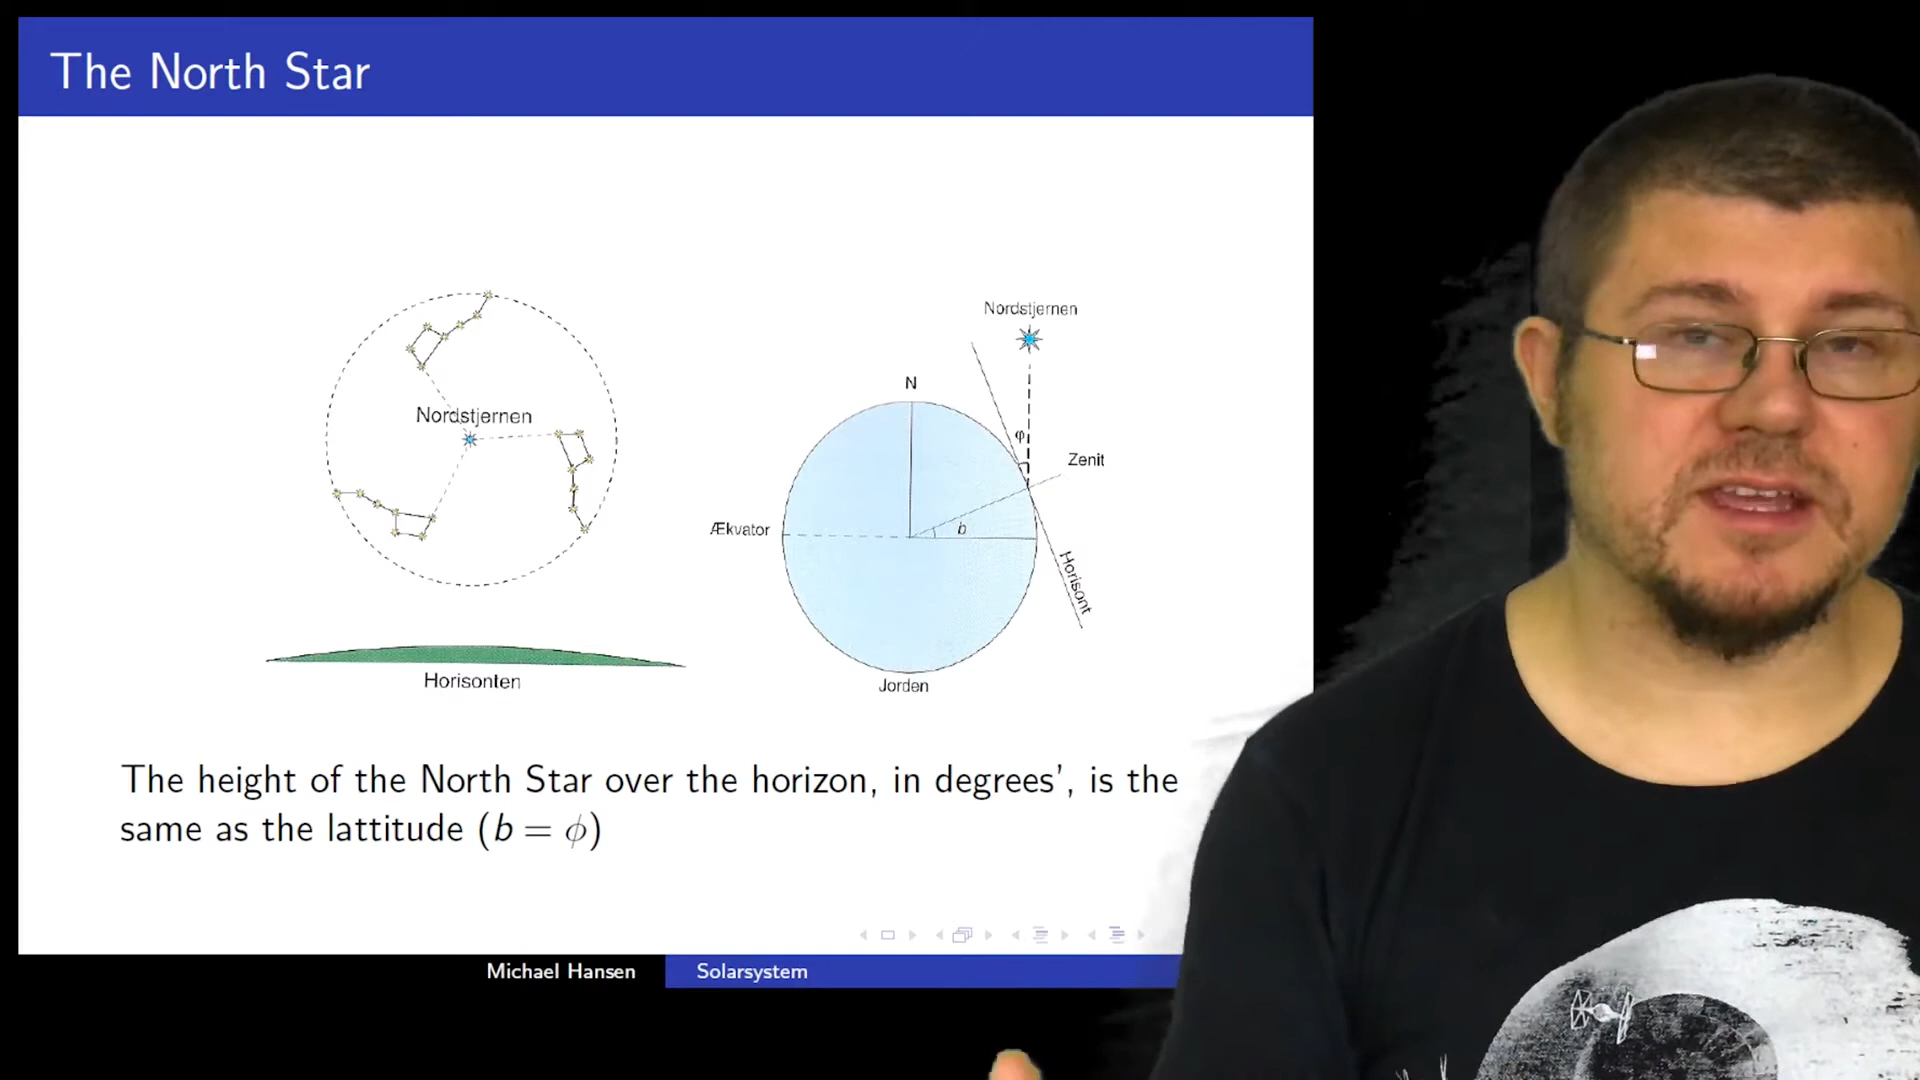 The North Star
Nordstjernen
Horisonten
Nordstjernen
N
φ
Zenit
Ækvator
b
Horisont
Jorden
The height of the North Star over the horizon, in degrees', is the
same as the lattitude (b = ϕ)
Michael Hansen
Solarsystem